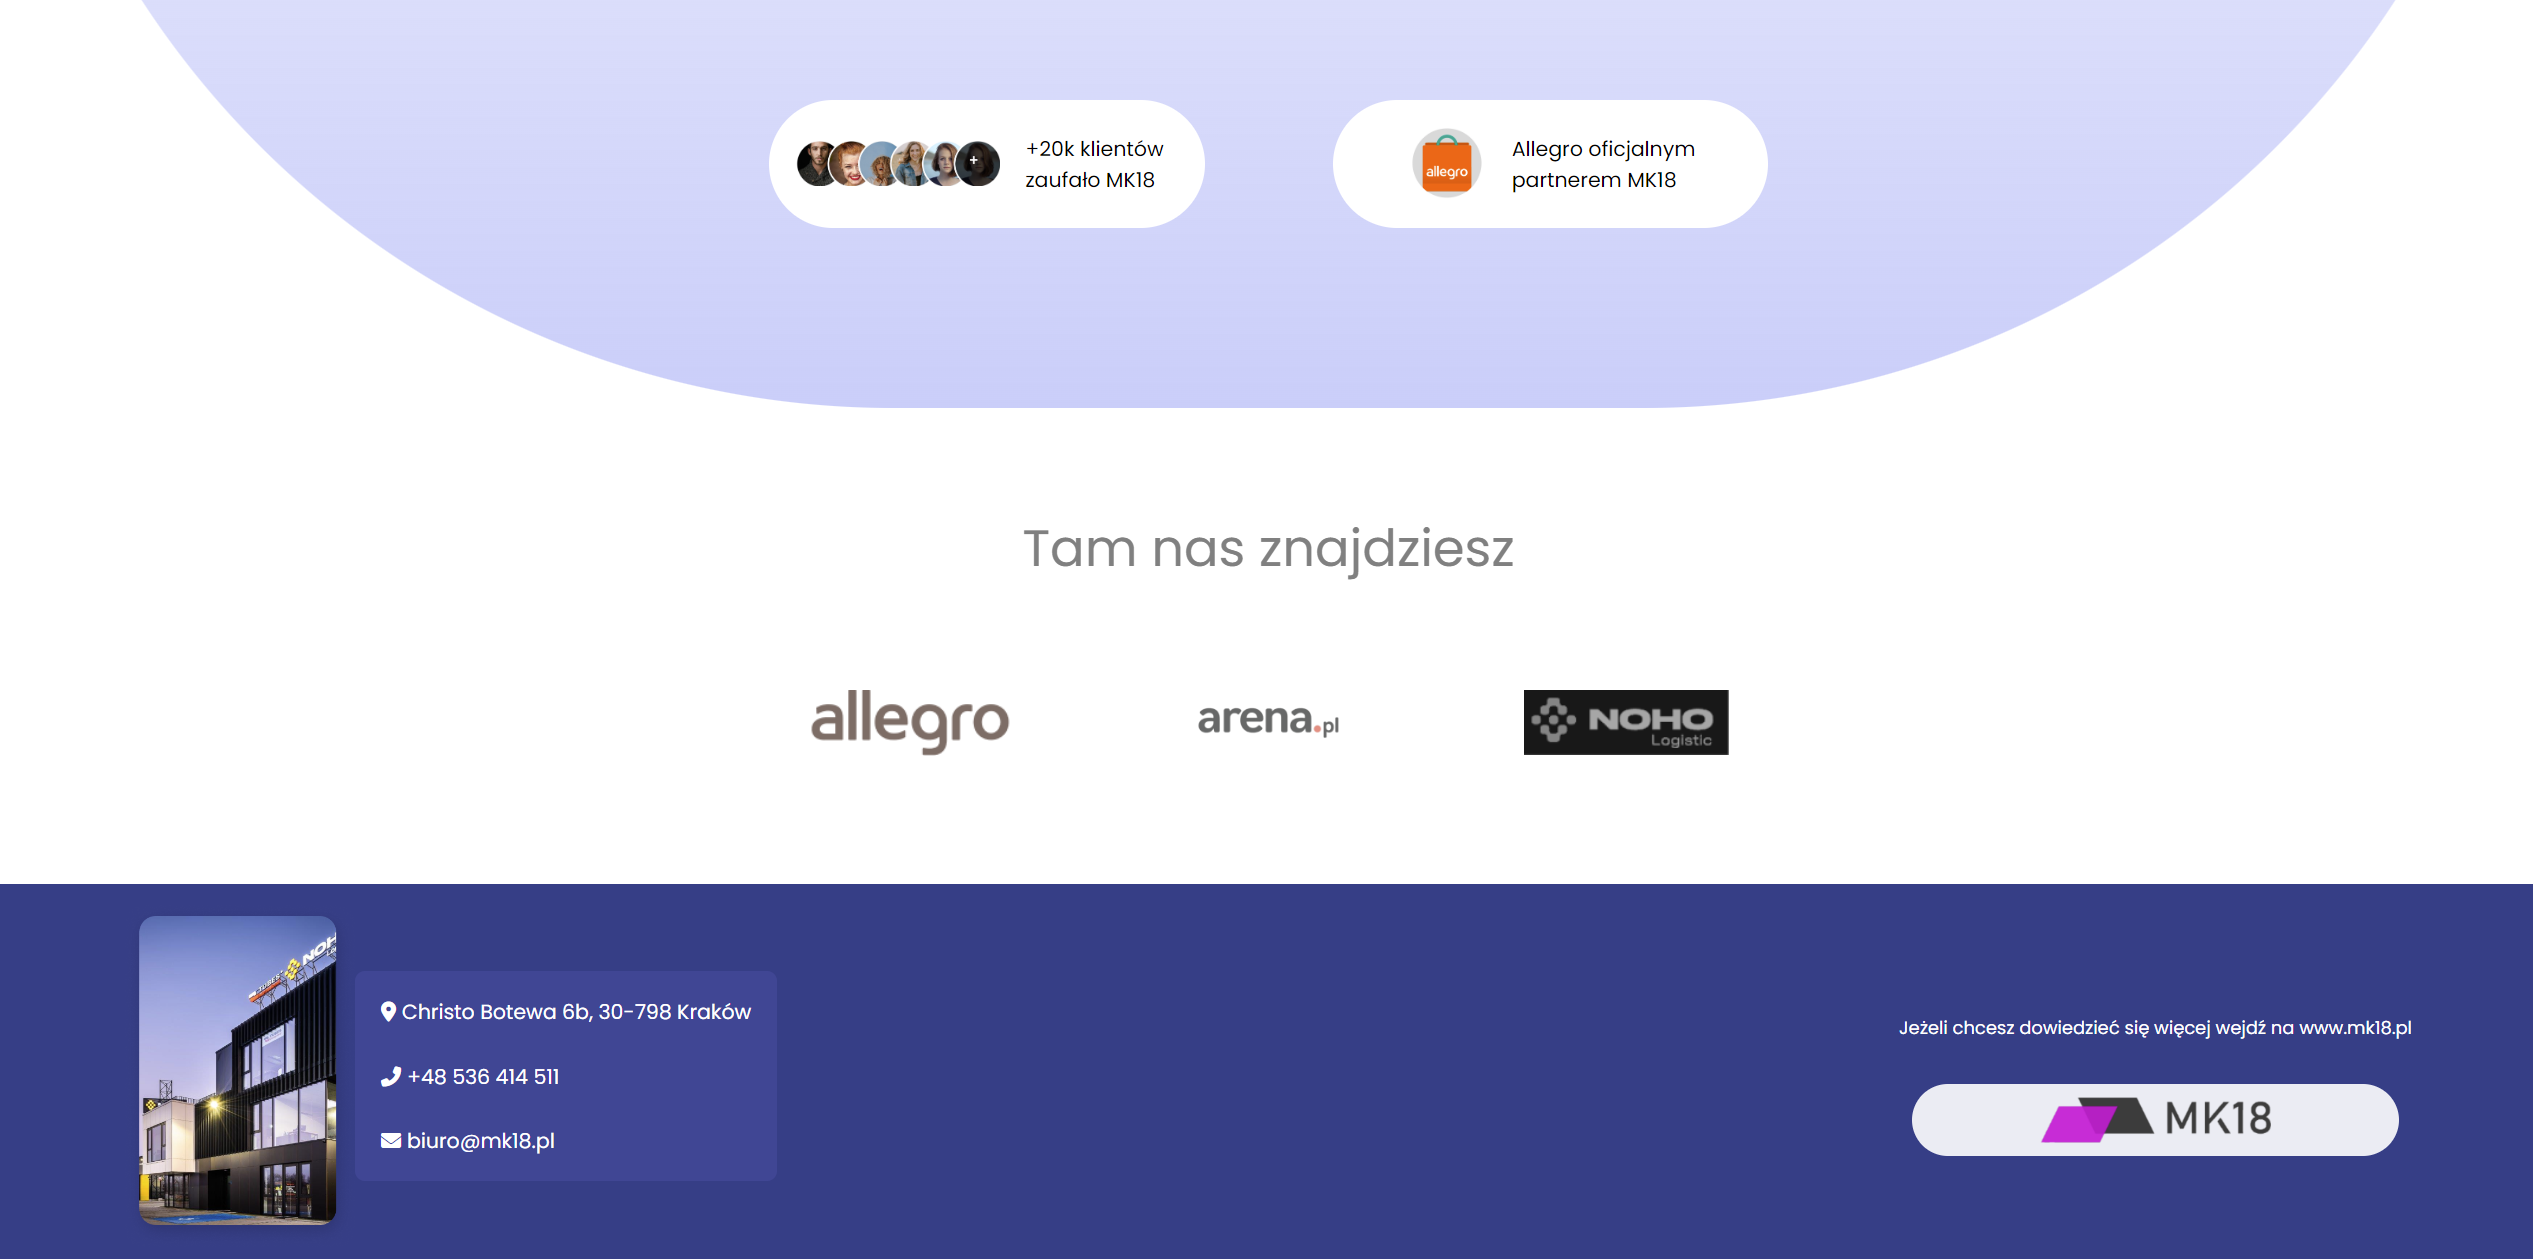 +20k klientów
zaufało MK18
+
allegro
Allegro oficjalnym
partnerem MK18
Tam nas znajdziesz
allegro
arena.pl
NOHO
Logistic
Christo Botewa 6b, 30-798 Kraków
+48 536 414 511
biuro@mk18.pl
Jeżeli chcesz dowiedzieć się więcej wejdź na www.mk18.pl
MK18